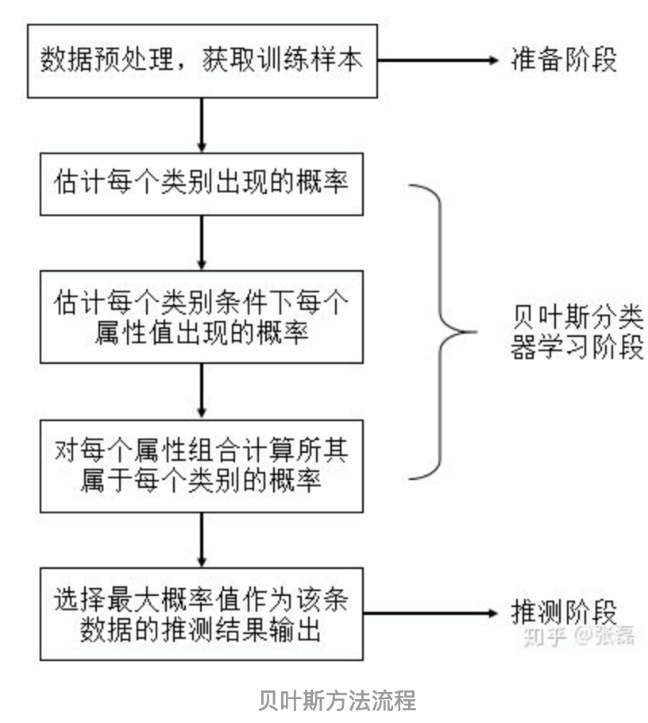 数据预处理，获取训练样本
准备阶段
估计每个类别出现的概率
估计每个类别条件下每个
属性值出现的概率
贝叶斯分类
器学习阶段
对每个属性组合计算所其
属于每个类别的概率
选择最大概率值作为该条
数据的推测结果输出
推测阶段
知乎 @张磊
贝叶斯方法流程